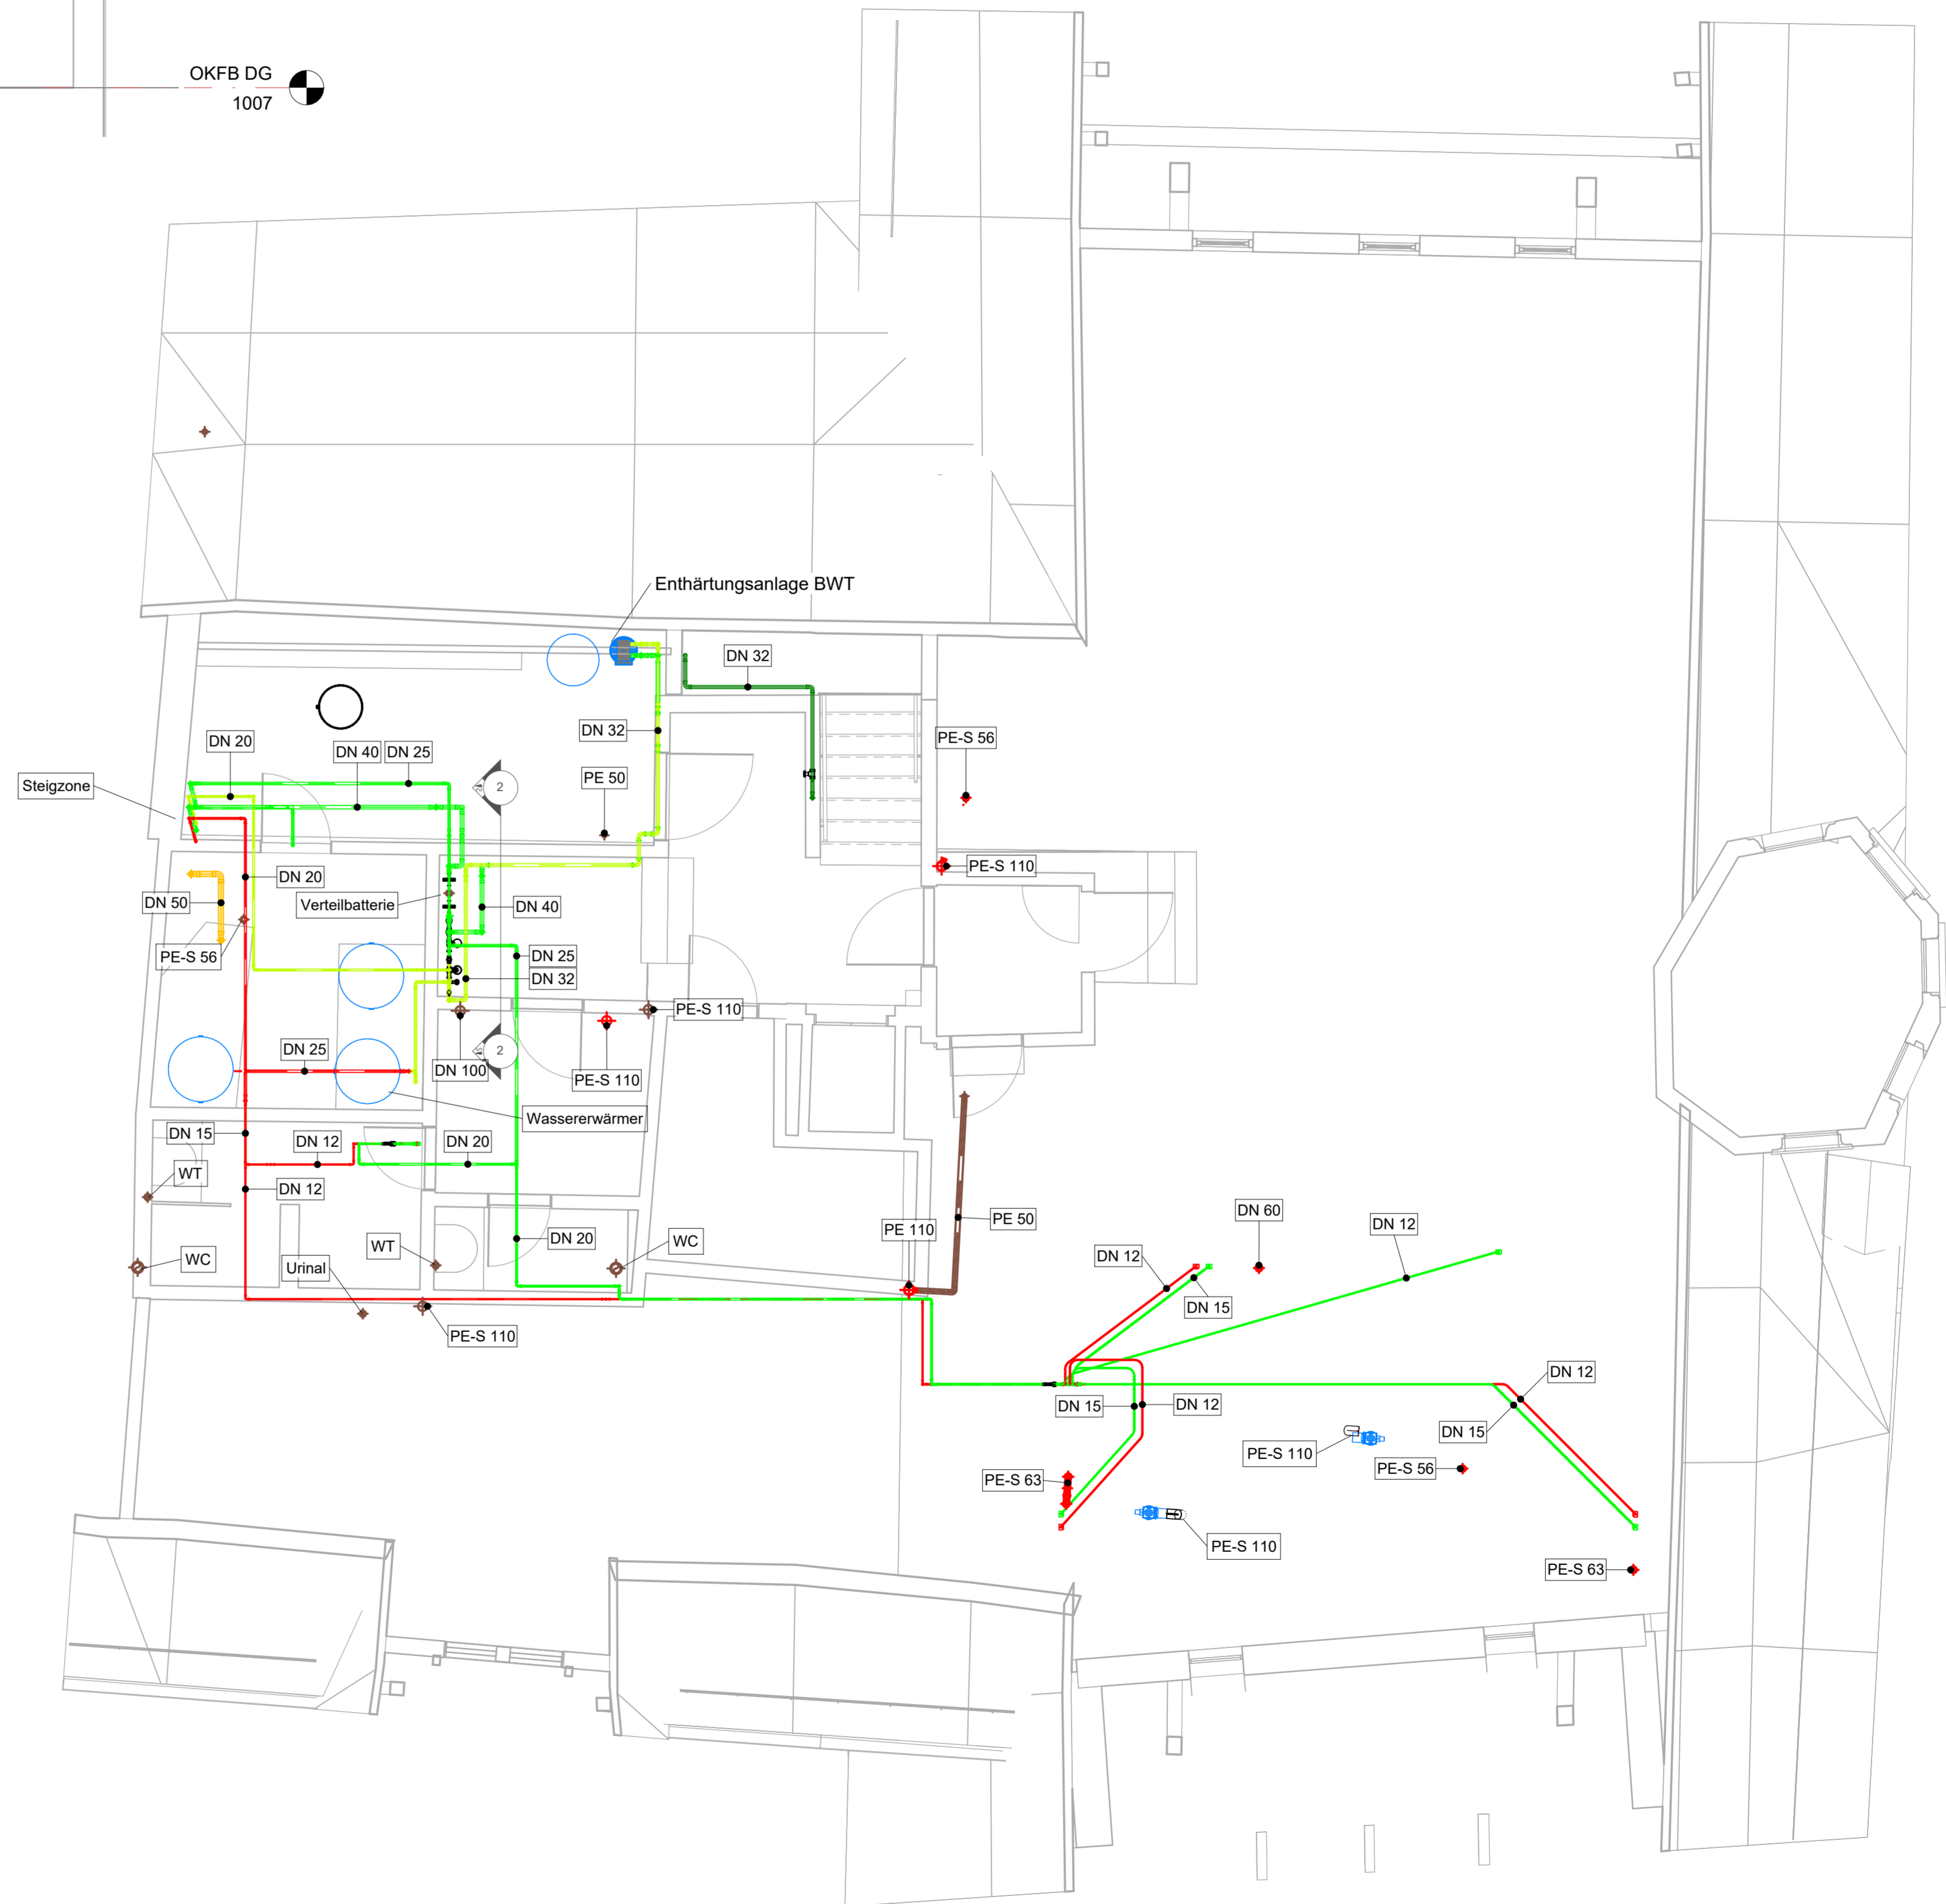 OKFB DG
1007
Enthärtungsanlage BWT
DN 32
DN 32
PE-S 56
DN 20
DN 40
DN 25
PE 50
Steigzone
2
DN 20
PE-S 110
DN 50
Verteilbatterie
DN 40
PE-S 56
DN 25
DN 32
PE-S 110
DN 25
2
DN 100
PE-S 110
Wassererwärmer
DN 15
DN 12
DN 20
WT
DN 12
DN 60
DN 12
PE 50
PE 110
DN 20
WC
WT
WC
Urinal
DN 12
DN 15
PE-S 110
DN 12
DN 15
DN 12
DN 15
PE-S 110
PE-S 56
PE-S 63
PE-S 110
PE-S 63